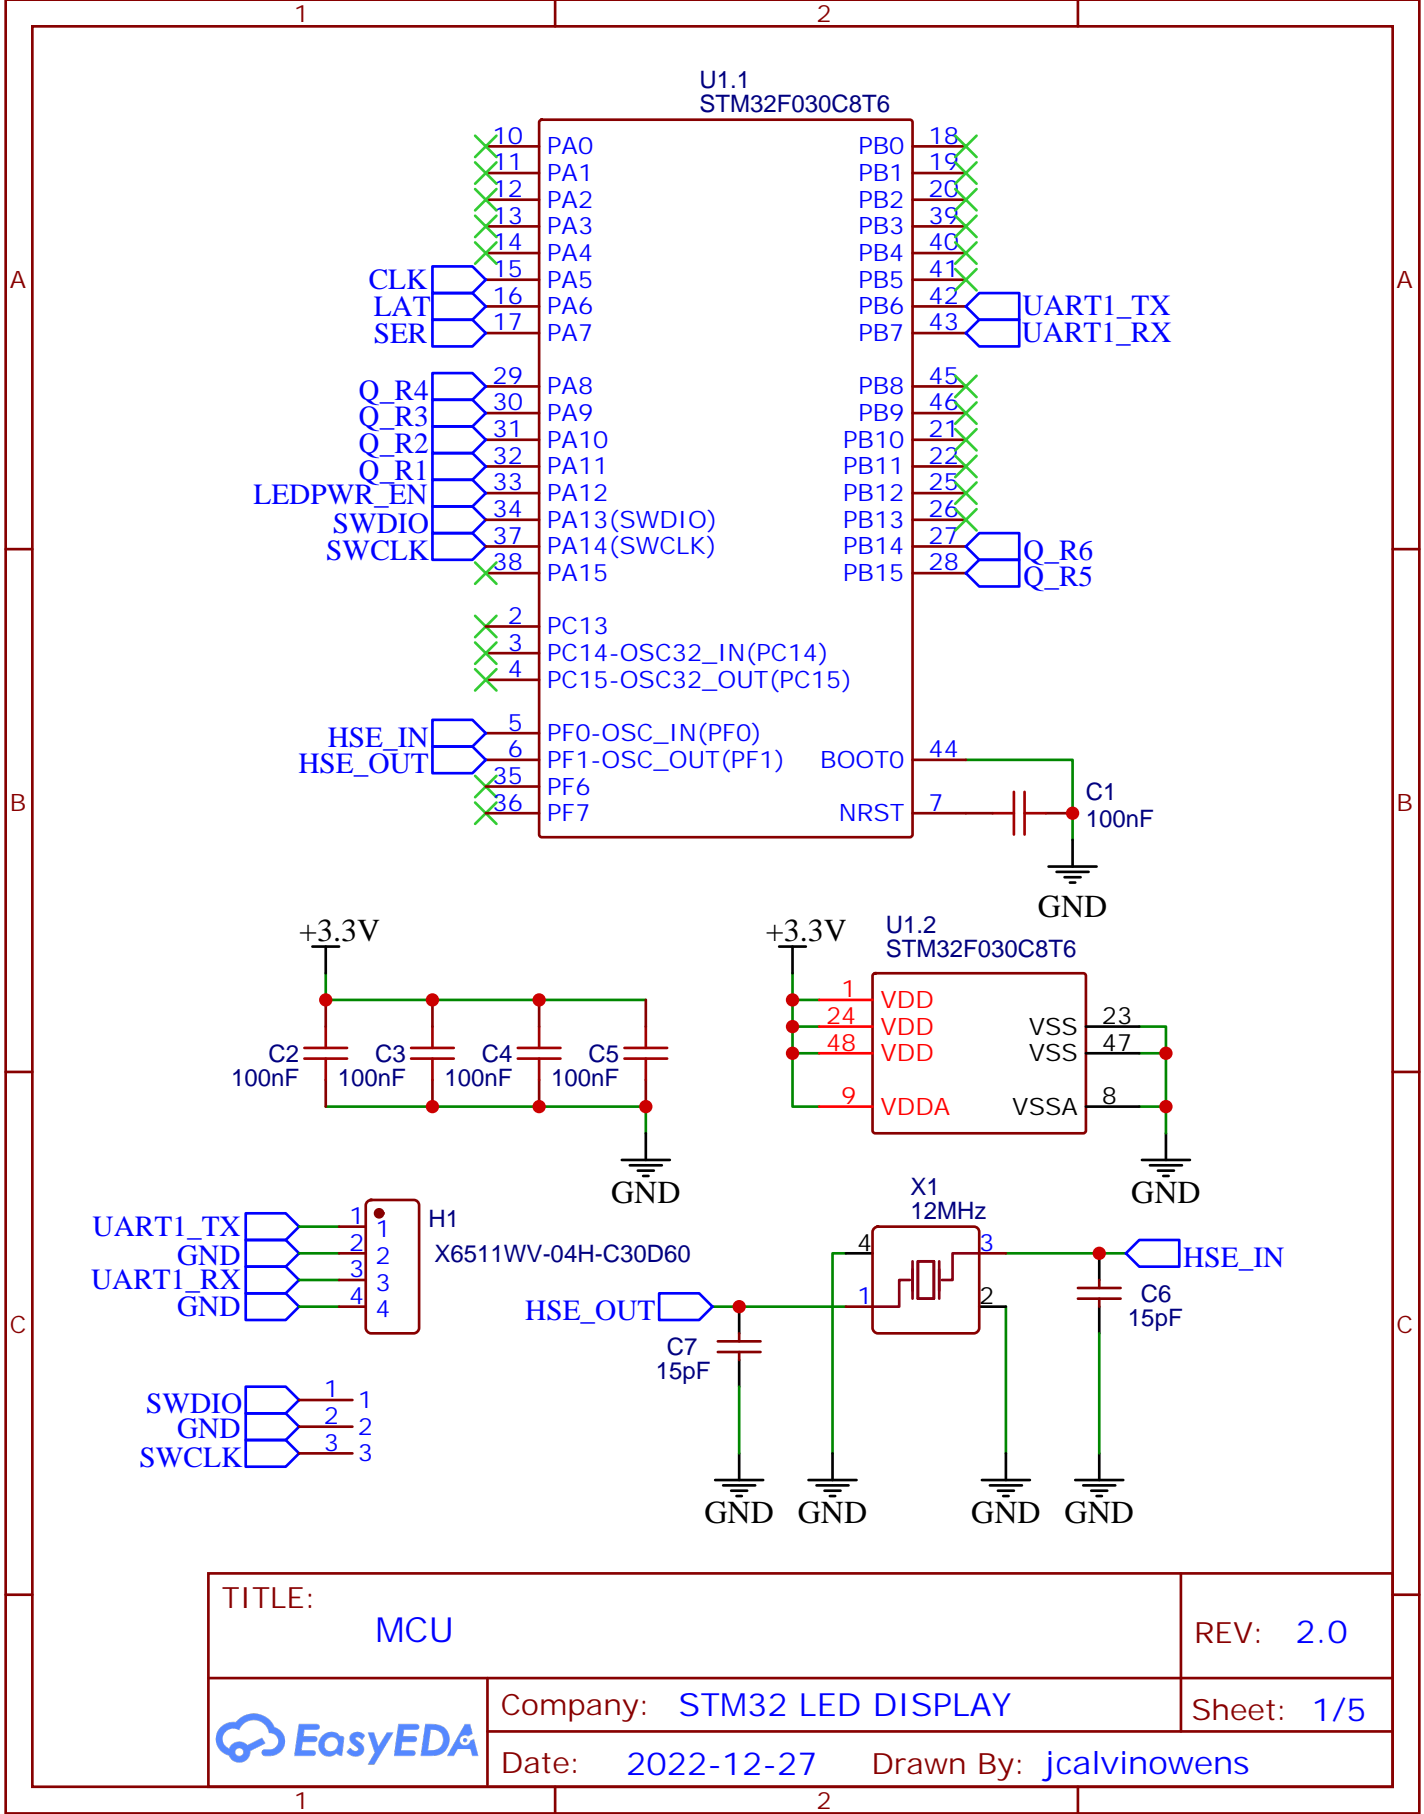 1 2
A A
B B
C C
U1.1
STM32F030C8T6
10 PA0 PB0 18
11 PA1 PB1 19
12 PA2 PB2 20
13 PA3 PB3 39
14 PA4 PB4 40
CLK 15 PA5 PB5 41
LAT 16 PA6 PB6 42 UART1_TX
SER 17 PA7 PB7 43 UART1_RX
Q_R4 29 PA8 PB8 45
Q_R3 30 PA9 PB9 46
Q_R2 31 PA10 PB10 21
Q_R1 32 PA11 PB11 22
LEDPWR_EN 33 PA12 PB12 25
SWDIO 34 PA13(SWDIO) PB13 26
SWCLK 37 PA14(SWCLK) PB14 27 Q_R6
38 PA15 PB15 28 Q_R5
2 PC13
3 PC14-OSC32_IN(PC14)
4 PC15-OSC32_OUT(PC15)
HSE_IN 5 PF0-OSC_IN(PF0)
HSE_OUT 6 PF1-OSC_OUT(PF1) BOOT0 44
35 PF6
36 PF7 NRST 7
C1
100nF
GND
+3.3V
C2
100nF
C3
100nF
C4
100nF
C5
100nF
GND
+3.3V
U1.2
STM32F030C8T6
1 VDD
24 VDD VSS 23
48 VDD VSS 47
9 VDDA VSSA 8
GND
UART1_TX 1 1
GND 2 2
UART1_RX 3 3
GND 4 4
H1
X6511WV-04H-C30D60
SWDIO 1 1
GND 2 2
SWCLK 3 3
X1
12MHz
4 3 HSE_IN
HSE_OUT 1 2
C6
15pF
C7
15pF
GND GND GND GND
TITLE:
MCU
REV: 2.0
EasyEDA
Company: STM32 LED DISPLAY
Sheet: 1/5
Date: 2022-12-27 Drawn By: jcalvinowens
1 2